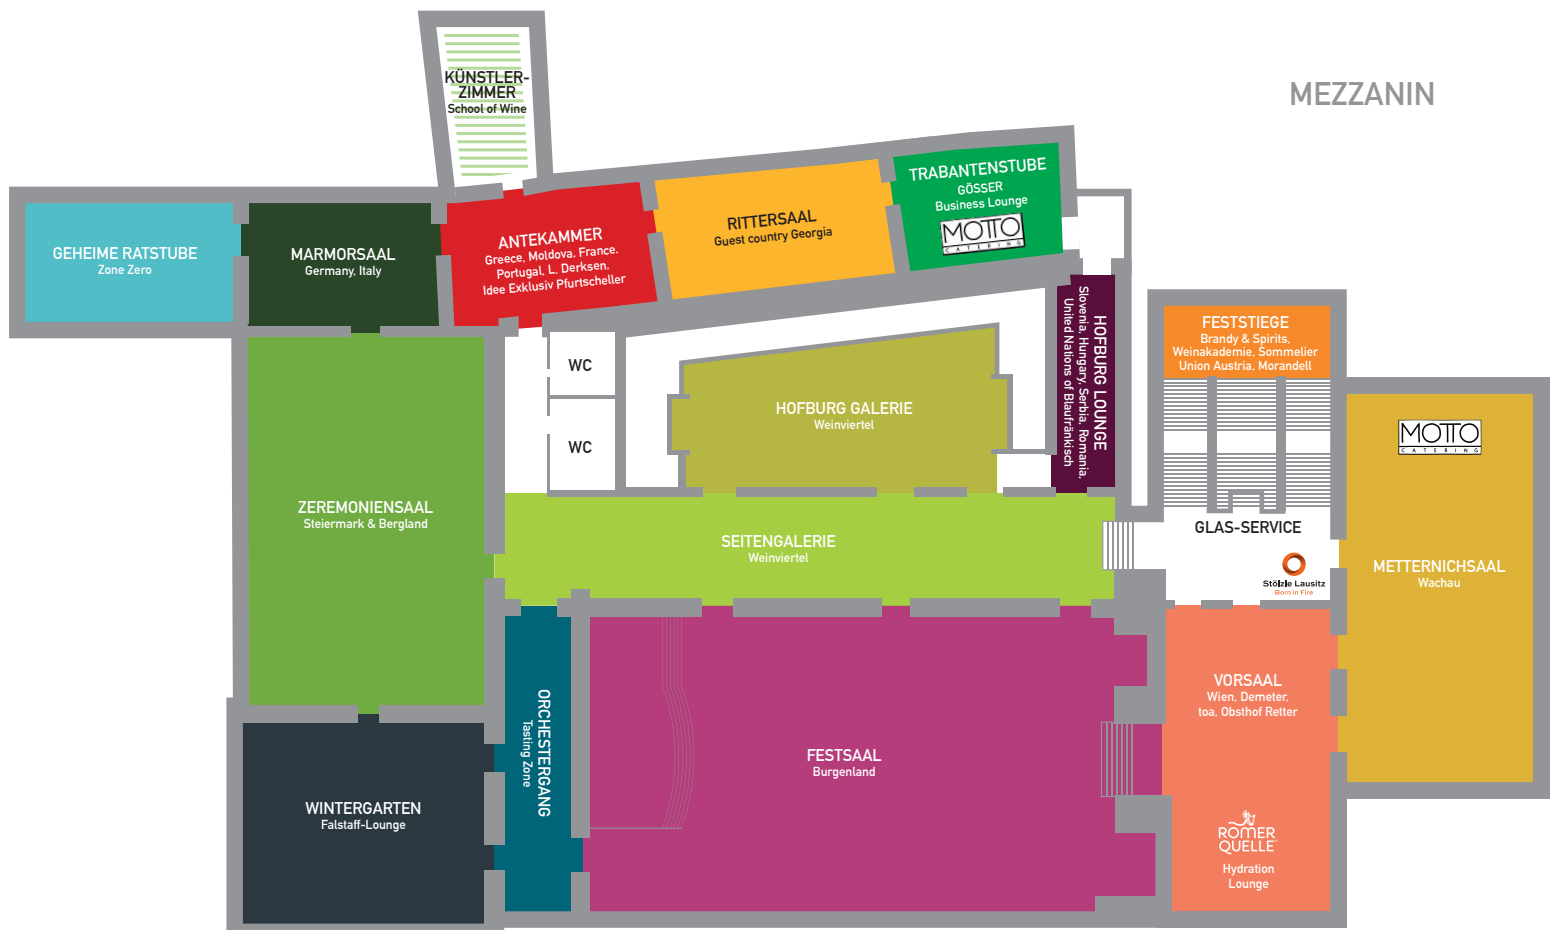 MEZZANIN
KÜNSTLER-
ZIMMER
School of Wine
GEHEIME RATSTUBE
Zone Zero
MARMORSAAL
Germany, Italy
ANTEKAMMER
Greece, Moldova, France,
Portugal, L. Derksen,
Idee Exklusiv Pfurtscheller
RITTERSAAL
Guest country Georgia
TRABANTENSTUBE
GÖSSER
Business Lounge
MOTTO
CATERING
HOFBURG LOUNGE
Slovenia, Hungary, Serbia, Romania,
United Nations of Blaufränkisch
FESTSTIEGE
Brandy & Spirits,
Weinakademie, Sommelier
Union Austria, Morandell
WC
WC
HOFBURG GALERIE
Weinviertel
MOTTO
CATERING
ZEREMONIENSAAL
Steiermark & Bergland
SEITENGALERIE
Weinviertel
GLAS-SERVICE
Stölzle Lausitz
Born in Fire
METTERNICHSAAL
Wachau
ORCHESTERGANG
Tasting Zone
FESTSAAL
Burgenland
VORSAAL
Wien, Demeter,
toa, Obsthof Retter
WINTERGARTEN
Falstaff-Lounge
RÖMER
QUELLE
Hydration
Lounge